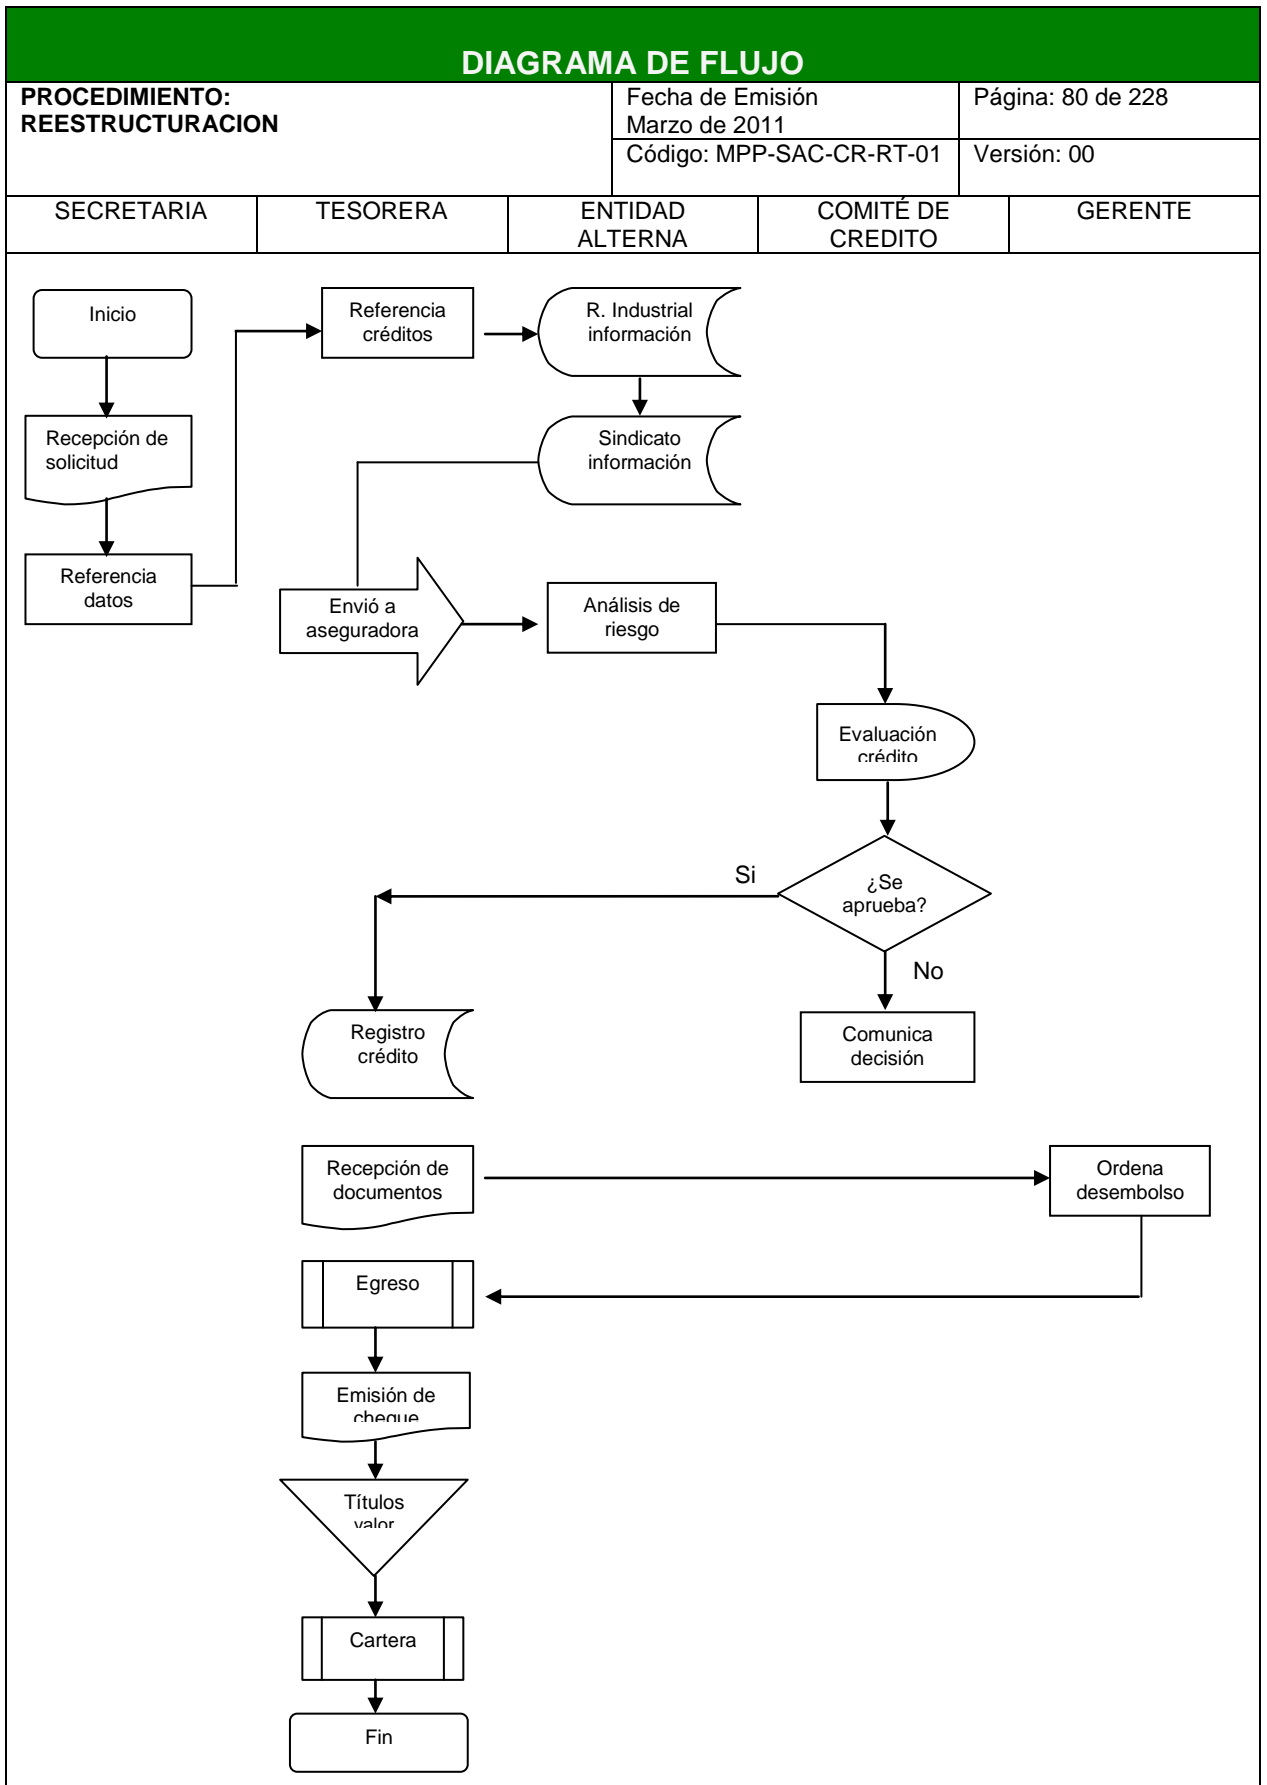 DIAGRAMA DE FLUJO
PROCEDIMIENTO:
REESTRUCTURACION
Fecha de Emisión
Marzo de 2011
Página: 80 de 228
Código: MPP-SAC-CR-RT-01
Versión: 00
SECRETARIA
TESORERA
ENTIDAD
ALTERNA
COMITÉ DE
CREDITO
GERENTE
Inicio
Referencia
créditos
R. Industrial
información
Recepción de
solicitud
Sindicato
información
Referencia
datos
Envió a
aseguradora
Análisis de
riesgo
Evaluación
crédito
¿Se
aprueba?
Si
No
Registro
crédito
Comunica
decisión
Recepción de
documentos
Ordena
desembolso
Egreso
Emisión de
cheque
Títulos
valor
Cartera
Fin